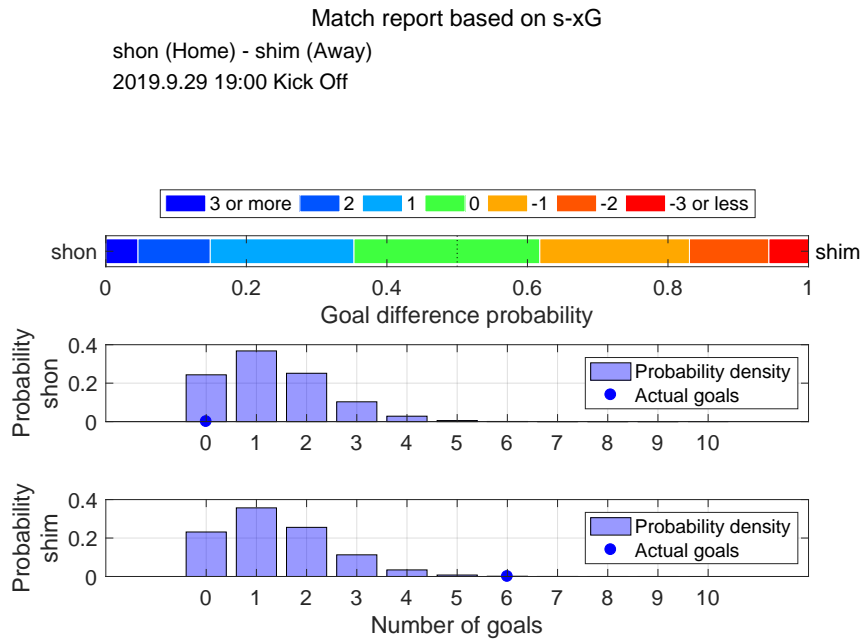 Match report based on s-xG
shon (Home) - shim (Away)
2019.9.29 19:00 Kick Off
3 or more 2 1 0 -1 -2 -3 or less
shon shim
0 0.2 0.4 0.6 0.8 1
Goal difference probability
Probability
shon
0.4
0.2
0
Probability density
Actual goals
0 1 2 3 4 5 6 7 8 9 10
Probability
shim
0.4
0.2
0
Probability density
Actual goals
0 1 2 3 4 5 6 7 8 9 10
Number of goals